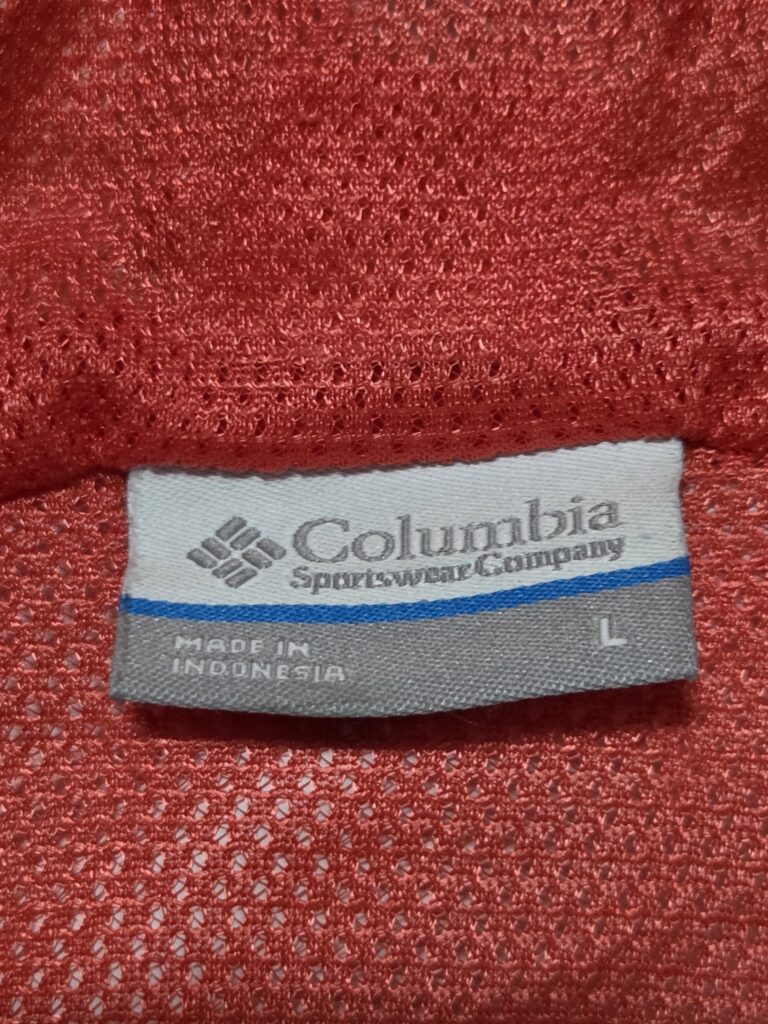 Columbia
Sportswear Company
MADE IN
INDONESIA
L